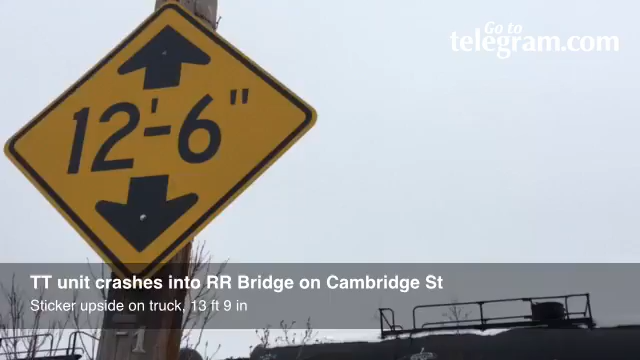 Go to
telegram.com
12'-6"
TT unit crashes into RR Bridge on Cambridge St
Sticker upside on truck, 13 ft 9 in